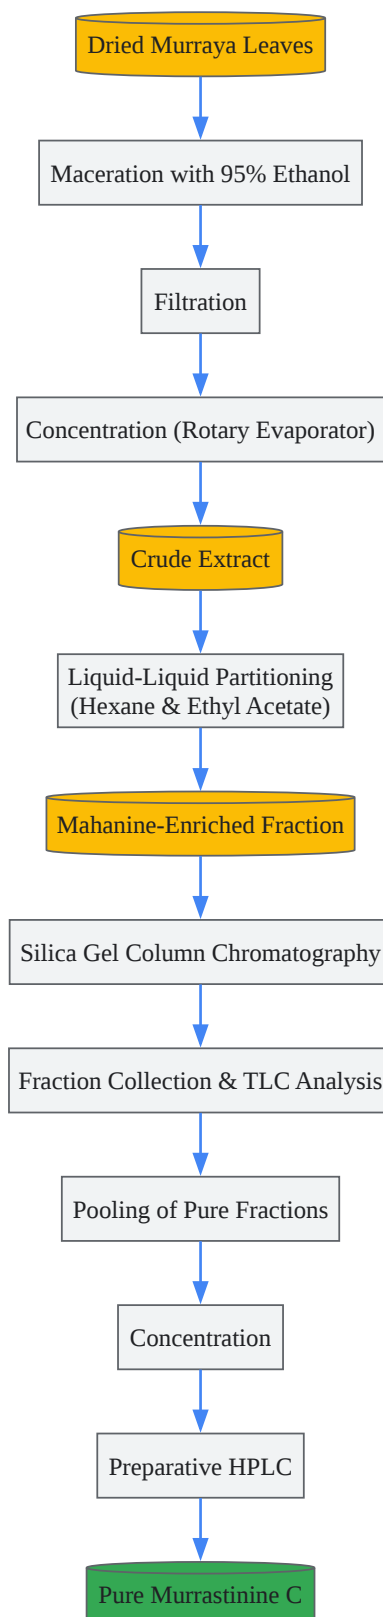 Dried Murraya Leaves
Maceration with 95% Ethanol
Filtration
Concentration (Rotary Evaporator)
Crude Extract
Liquid-Liquid Partitioning
(Hexane & Ethyl Acetate)
Mahanine-Enriched Fraction
Silica Gel Column Chromatography
Fraction Collection & TLC Analysis
Pooling of Pure Fractions
Concentration
Preparative HPLC
Pure Murrastinine C